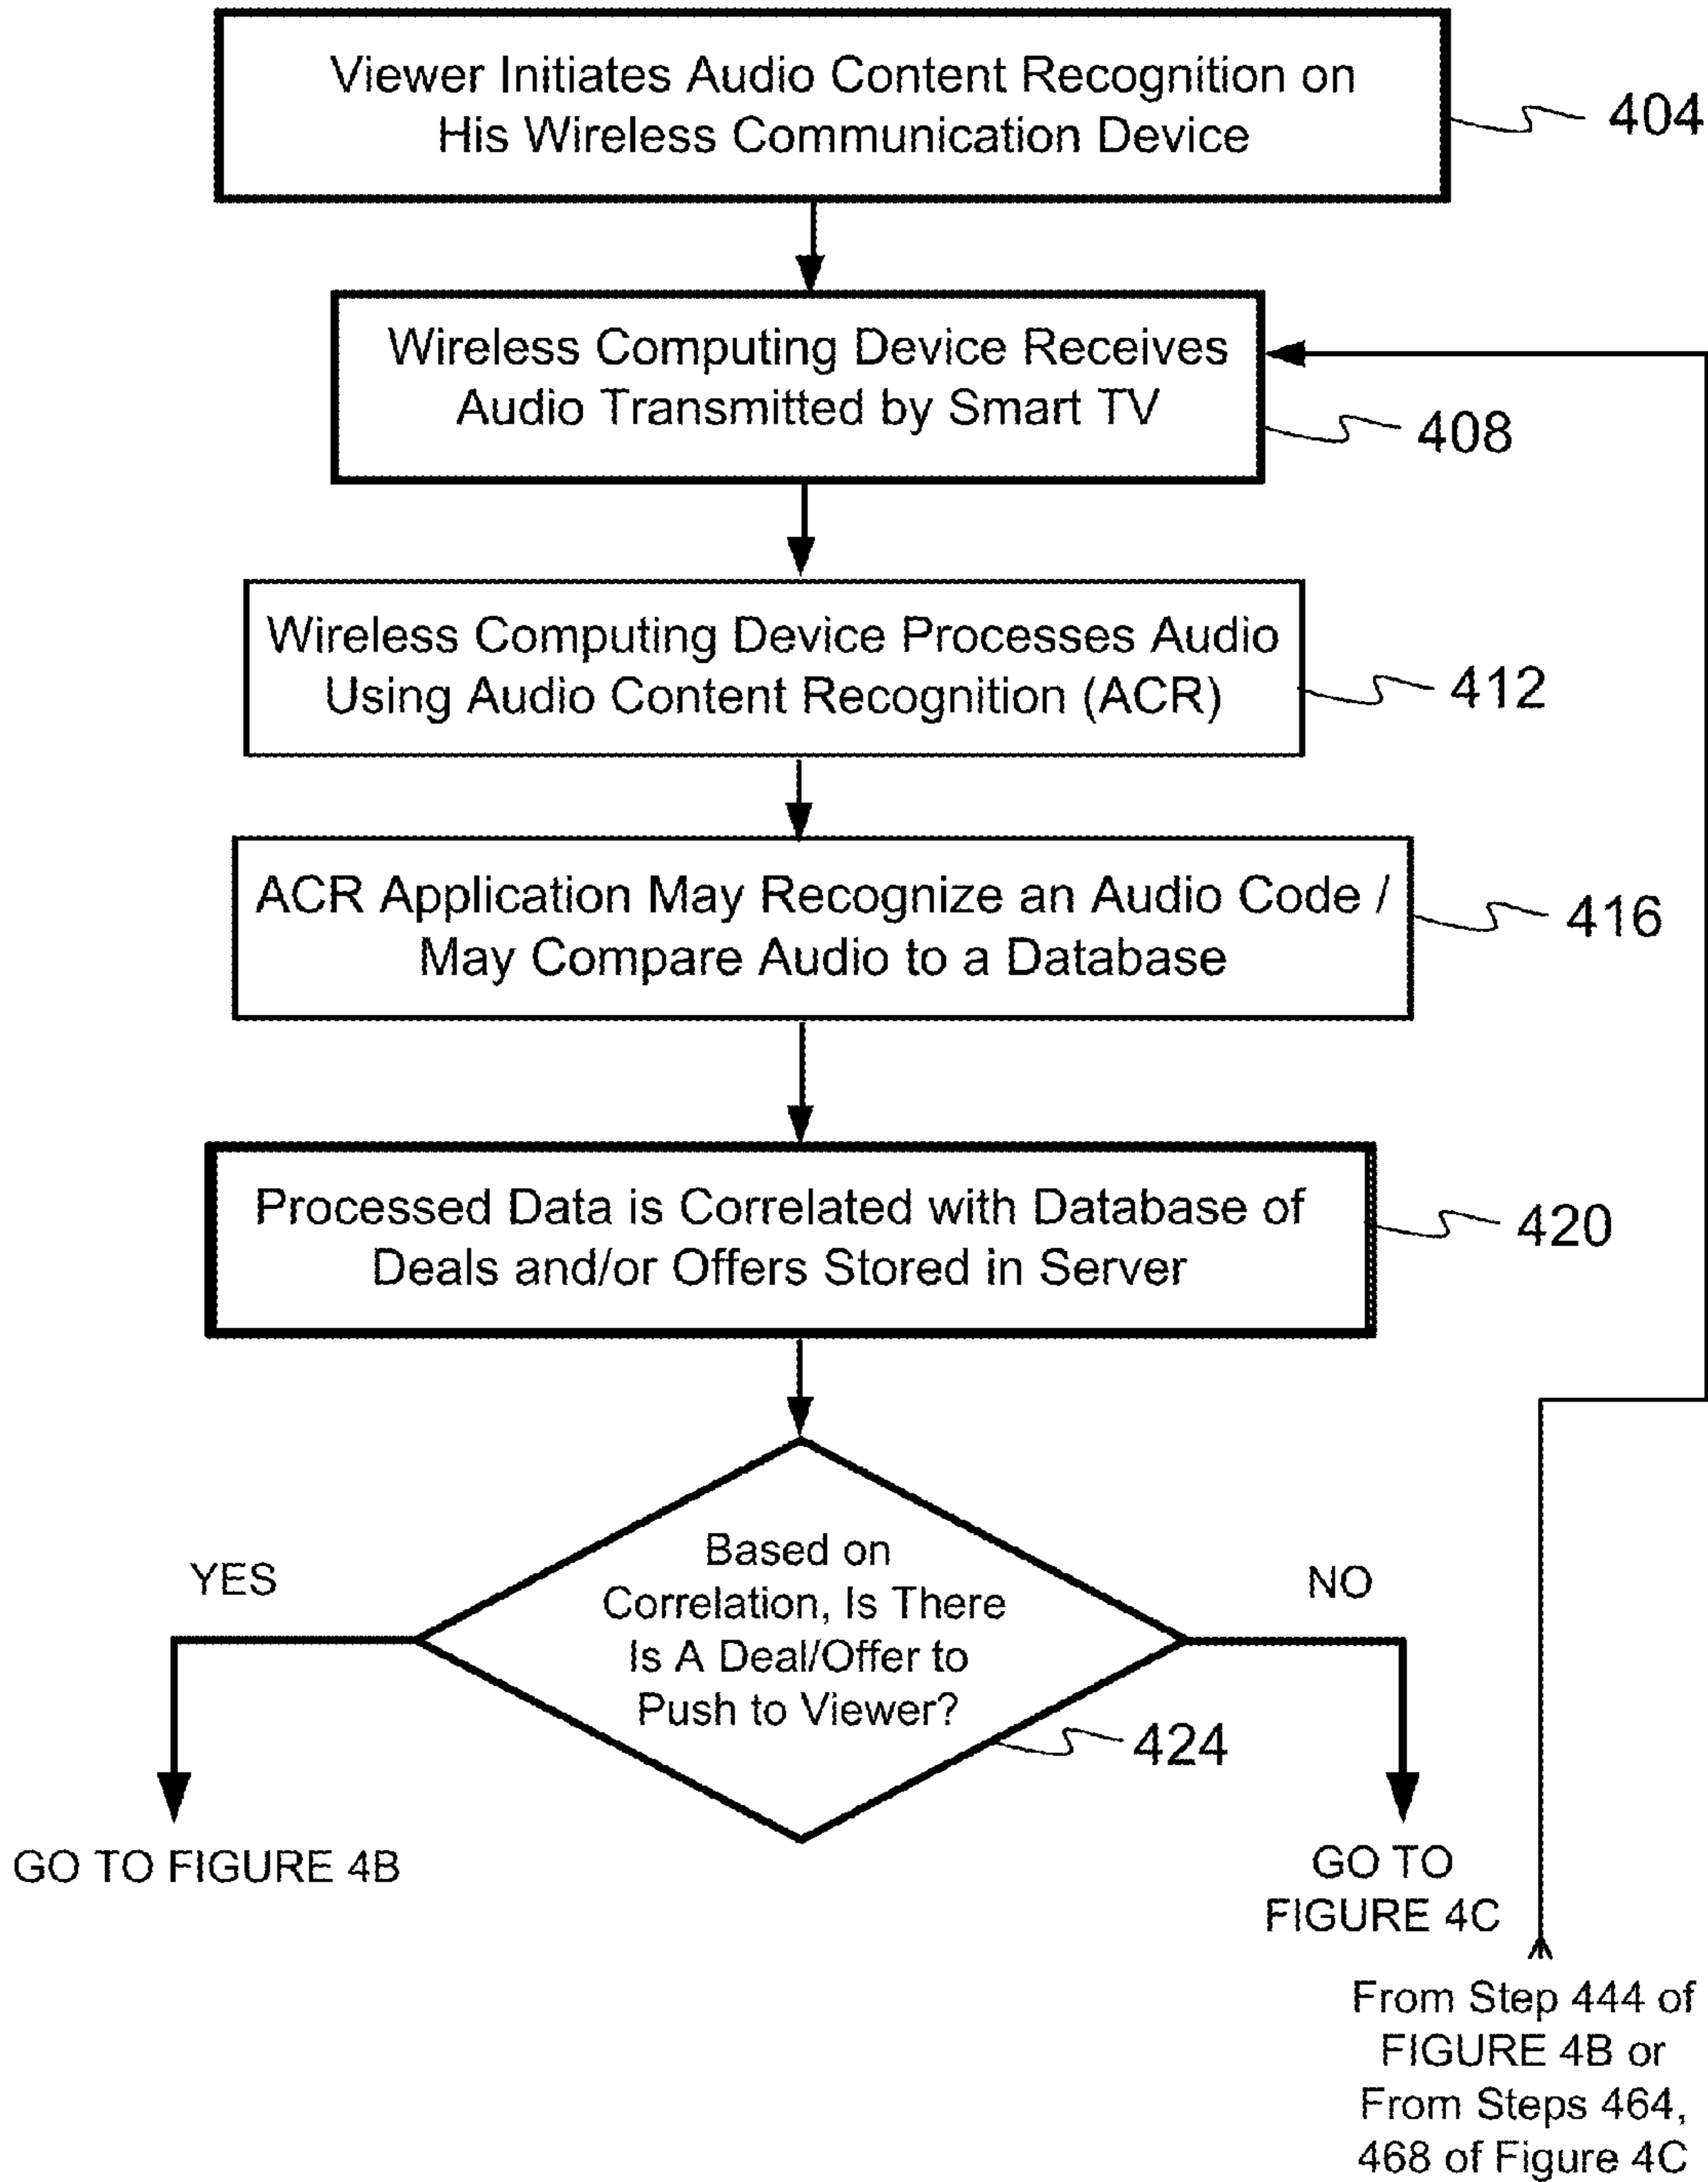 Viewer Initiates Audio Content Recognition on
His Wireless Communication Device
404
Wireless Computing Device Receives
Audio Transmitted by Smart TV
408
Wireless Computing Device Processes Audio
Using Audio Content Recognition (ACR)
412
ACR Application May Recognize an Audio Code /
May Compare Audio to a Database
416
Processed Data is Correlated with Database of
Deals and/or Offers Stored in Server
420
Based on
Correlation, Is There
Is A Deal/Offer to
Push to Viewer?
424
YES
NO
GO TO FIGURE 4B
GO TO
FIGURE 4C
From Step 444 of
FIGURE 4B or
From Steps 464,
468 of Figure 4C